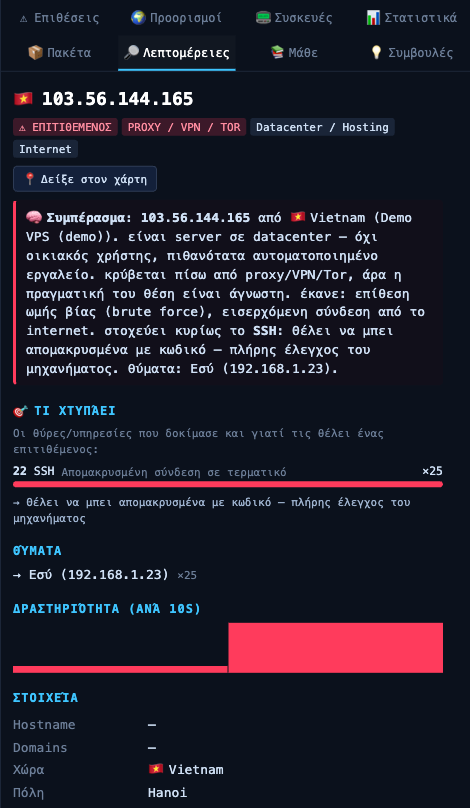 ⚠ Επιθέσεις 🌍 Προορισμοί 💻 Συσκευές 📊 Στατιστικά
📦 Πακέτα 🔎 Λεπτομέρειες 📚 Μάθε 💡 Συμβουλές
🇻🇳 103.56.144.165
⚠ ΕΠΙΤΙΘΕΜΕΝΟΣ PROXY / VPN / TOR Datacenter / Hosting
Internet
📍 Δείξε στον χάρτη
🧠 Συμπέρασμα: 103.56.144.165 από 🇻🇳 Vietnam (Demo
VPS (demo)). είναι server σε datacenter — όχι
οικιακός χρήστης, πιθανότατα αυτοματοποιημένο
εργαλείο. κρύβεται πίσω από proxy/VPN/Tor, άρα η
πραγματική του θέση είναι άγνωστη. έκανε: επίθεση
ωμής βίας (brute force), εισερχόμενη σύνδεση από το
internet. στοχεύει κυρίως το SSH: θέλει να μπει
απομακρυσμένα με κωδικό — πλήρης έλεγχος του
μηχανήματος. θύματα: Εσύ (192.168.1.23).
🎯 ΤΙ ΧΤΥΠΆΕΙ
Οι θύρες/υπηρεσίες που δοκίμασε και γιατί τις θέλει ένας
επιτιθέμενος:
22 SSH Απομακρυσμένη σύνδεση σε τερματικό ×25
→ θέλει να μπει απομακρυσμένα με κωδικό — πλήρης έλεγχος του
μηχανήματος
ΘΎΜΑΤΑ
→ Εσύ (192.168.1.23) ×25
ΔΡΑΣΤΗΡΙΌΤΗΤΑ (ΑΝΆ 10S)
ΣΤΟΙΧΕΊΑ
Hostname —
Domains —
Χώρα 🇻🇳 Vietnam
Πόλη Hanoi